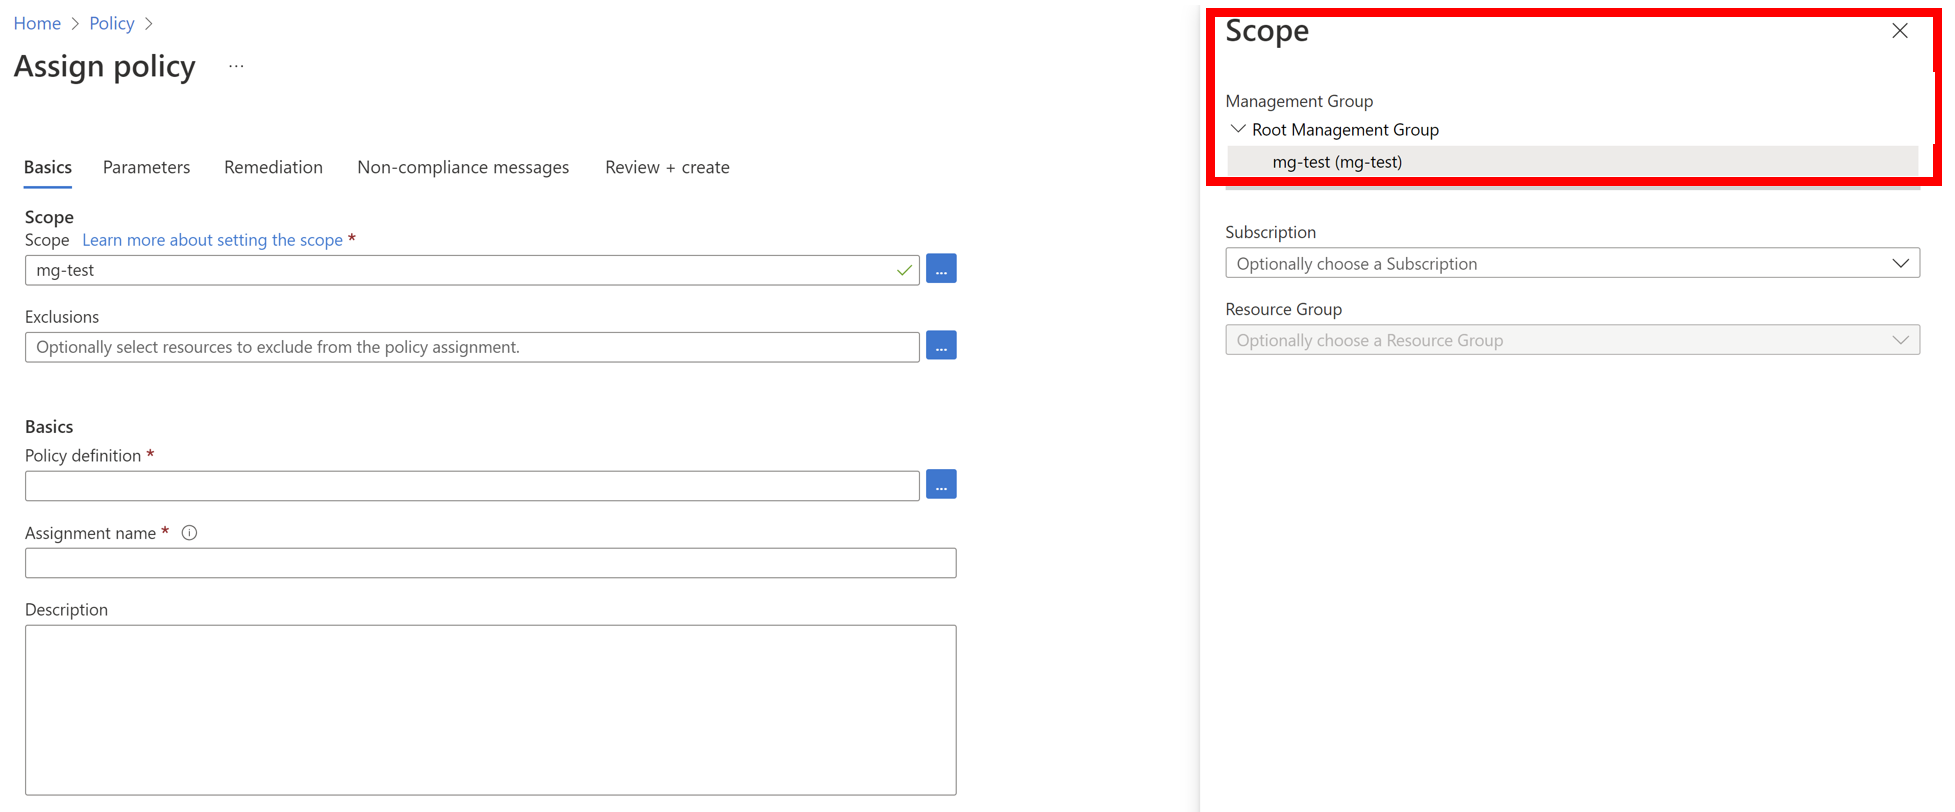 Home > Policy >
Assign policy ...
Basics Parameters Remediation Non-compliance messages Review + create
Scope
Scope Learn more about setting the scope *
mg-test ...
Exclusions
Optionally select resources to exclude from the policy assignment. ...
Basics
Policy definition *
...
Assignment name *
Description
Scope
Management Group
Root Management Group
mg-test (mg-test)
Subscription
Optionally choose a Subscription
Resource Group
Optionally choose a Resource Group